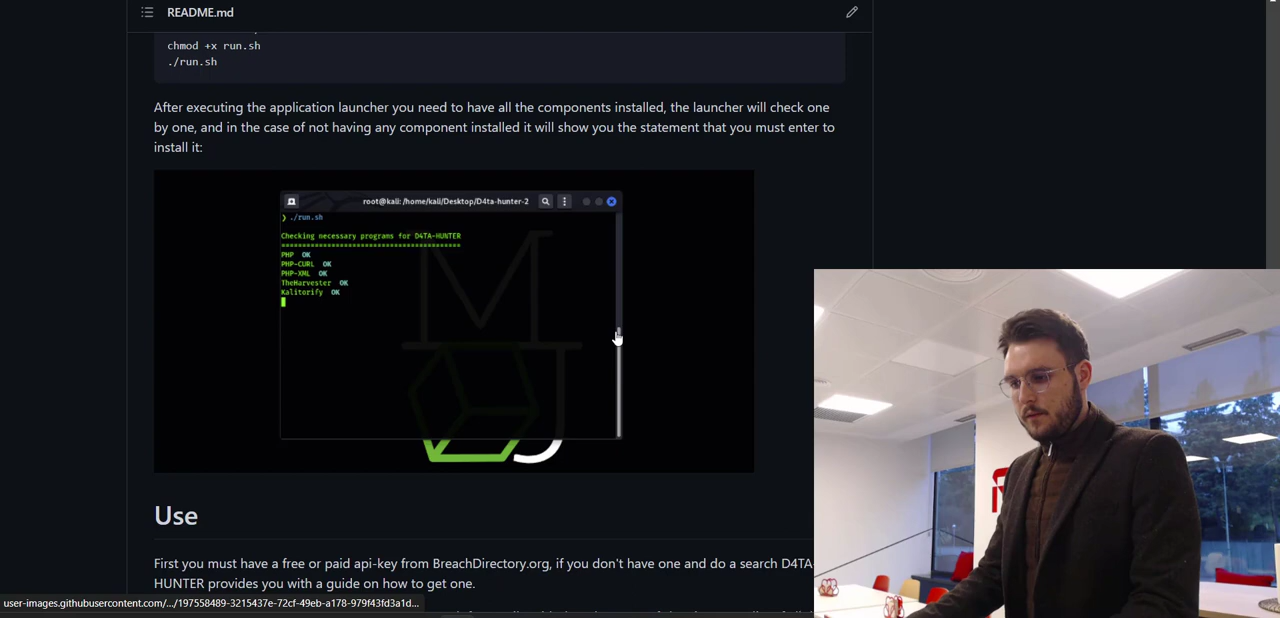 README.md
chmod +x run.sh
./run.sh
After executing the application launcher you need to have all the components installed, the launcher will check one
by one, and in the case of not having any component installed it will show you the statement that you must enter to
install it:
root@kali: /home/kali/Desktop/D4ta-hunter-2
❯ ./run.sh
Checking necessary programs for D4TA-HUNTER
===========================================
PHP OK
PHP-CURL OK
PHP-XML OK
TheHarvester OK
Kalitorify OK
Use
First you must have a free or paid api-key from BreachDirectory.org, if you don't have one and do a search D4TA-
HUNTER provides you with a guide on how to get one.
user-images.githubusercontent.com/.../197558489-3215437e-72cf-49eb-a178-979f43fd3a1d...